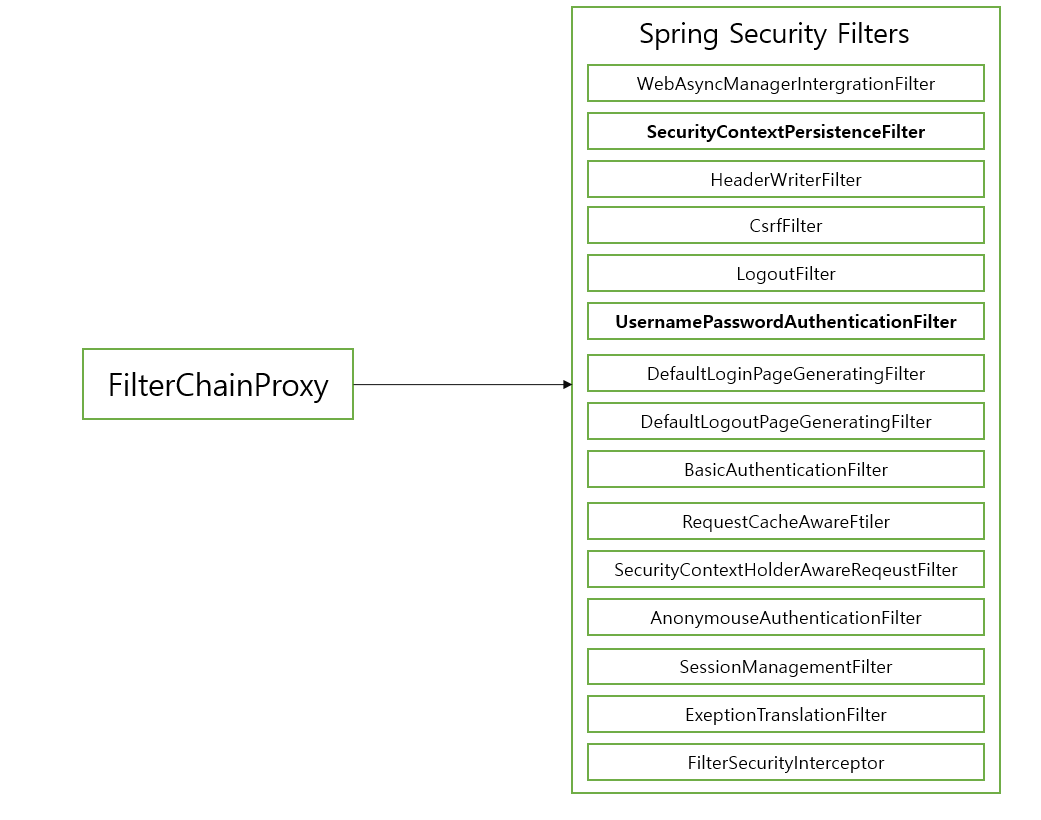 Spring Security Filters
WebAsyncManagerIntergrationFilter
SecurityContextPersistenceFilter
HeaderWriterFilter
CsrfFilter
LogoutFilter
UsernamePasswordAuthenticationFilter
FilterChainProxy
DefaultLoginPageGeneratingFilter
DefaultLogoutPageGeneratingFilter
BasicAuthenticationFilter
RequestCacheAwareFtiler
SecurityContextHolderAwareReqeustFilter
AnonymouseAuthenticationFilter
SessionManagementFilter
ExeptionTranslationFilter
FilterSecurityInterceptor